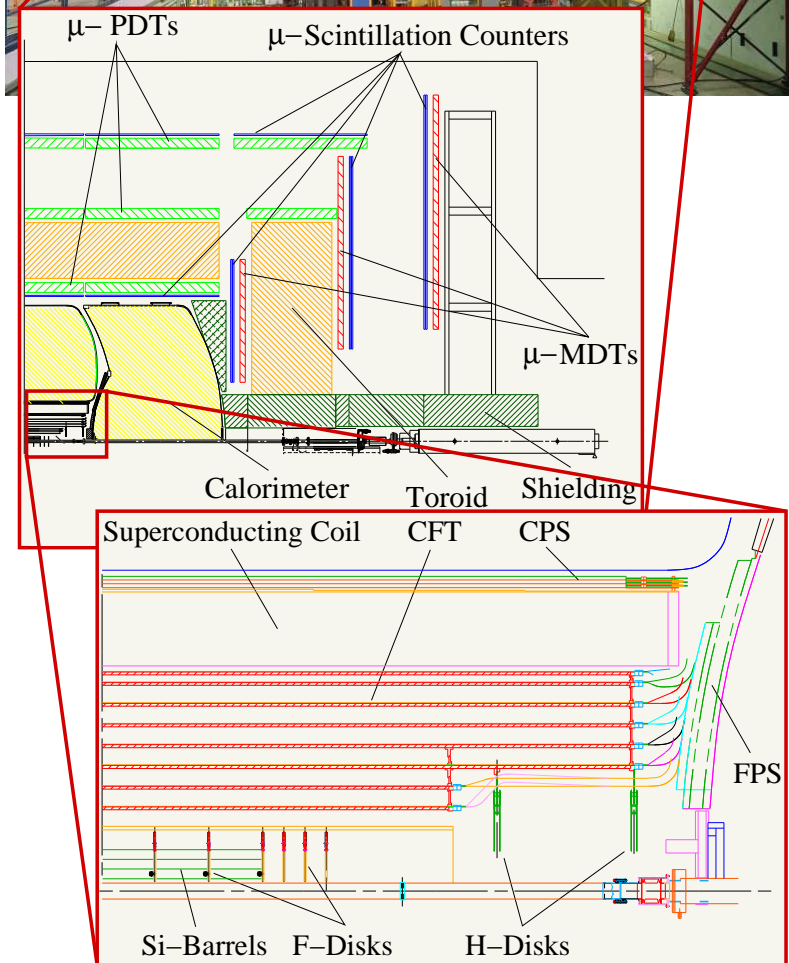 μ− PDTs
μ−Scintillation Counters
μ−MDTs
Calorimeter
Toroid
Shielding
Superconducting Coil
CFT
CPS
FPS
Si−Barrels
F−Disks
H−Disks